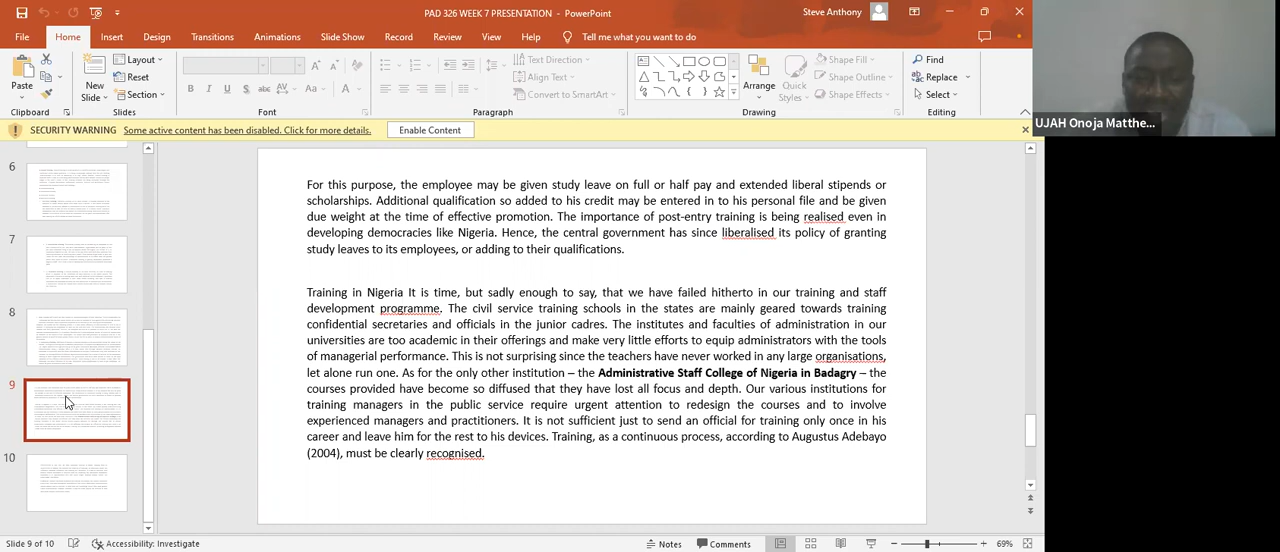 PAD 326 WEEK 7 PRESENTATION - PowerPoint
Steve Anthony
File Home Insert Design Transitions Animations Slide Show Record Review View Help Tell me what you want to do
Paste
New
Slide
Layout
Reset
Section
B I U S ab AV Aa A
Text Direction
Align Text
Convert to SmartArt
Arrange
Quick
Styles
Shape Fill
Shape Outline
Shape Effects
Find
Replace
Select
Clipboard Slides Font Paragraph Drawing Editing
UJAH Onoja Matthe...
SECURITY WARNING Some active content has been disabled. Click for more details. Enable Content
6
7
8
9
10
For this purpose, the employee may be given study leave on full or half pay and extended liberal stipends or
scholarships. Additional qualification so added to his credit may be entered in to his personal file and be given
due weight at the time of effective promotion. The importance of post-entry training is being realised even in
developing democracies like Nigeria. Hence, the central government has since liberalised its policy of granting
study leaves to its employees, or adding to their qualifications.
Training in Nigeria It is time, but sadly enough to say, that we have failed hitherto in our training and staff
development programme. The civil service training schools in the states are mainly geared towards training
confidential secretaries and officials in the junior cadres. The institutes and faculties of administration in our
universities are too academic in their offerings and make very little efforts to equip administrators with the tools
of managerial performance. This is not surprising since the teachers have never worked in any large organisations,
let alone run one. As for the only other institution – the Administrative Staff College of Nigeria in Badagry – the
courses provided have become so diffused that they have lost all focus and depth. Our various institutions for
training managers in the public service require urgent attention to redesign the courses and to involve
experienced managers and practitioners. It is not sufficient just to send an official for training only once in his
career and leave him for the rest to his devices. Training, as a continuous process, according to Augustus Adebayo
(2004), must be clearly recognised.
Slide 9 of 10 Accessibility: Investigate Notes Comments 69%